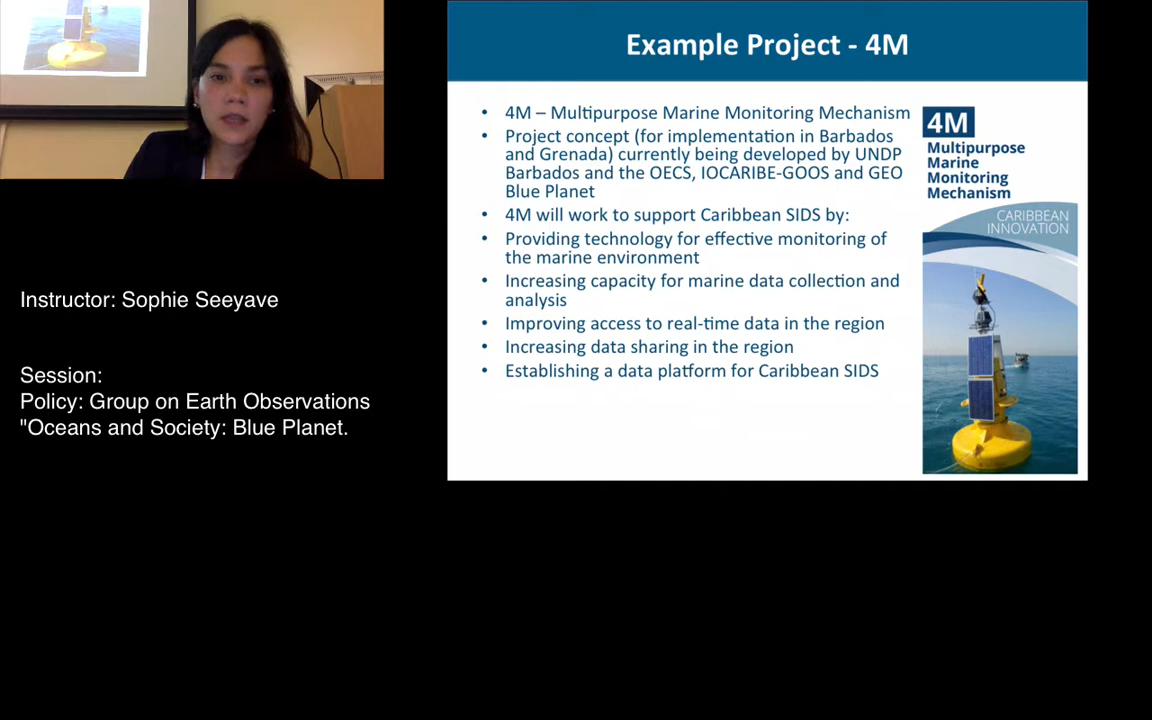 Example Project - 4M
• 4M – Multipurpose Marine Monitoring Mechanism
• Project concept (for implementation in Barbados
and Grenada) currently being developed by UNDP
Barbados and the OECS, IOCARIBE-GOOS and GEO
Blue Planet
• 4M will work to support Caribbean SIDS by:
• Providing technology for effective monitoring of
the marine environment
• Increasing capacity for marine data collection and
analysis
• Improving access to real-time data in the region
• Increasing data sharing in the region
• Establishing a data platform for Caribbean SIDS
4M
Multipurpose
Marine
Monitoring
Mechanism
CARIBBEAN
INNOVATION
Instructor: Sophie Seeyave
Session:
Policy: Group on Earth Observations
"Oceans and Society: Blue Planet.